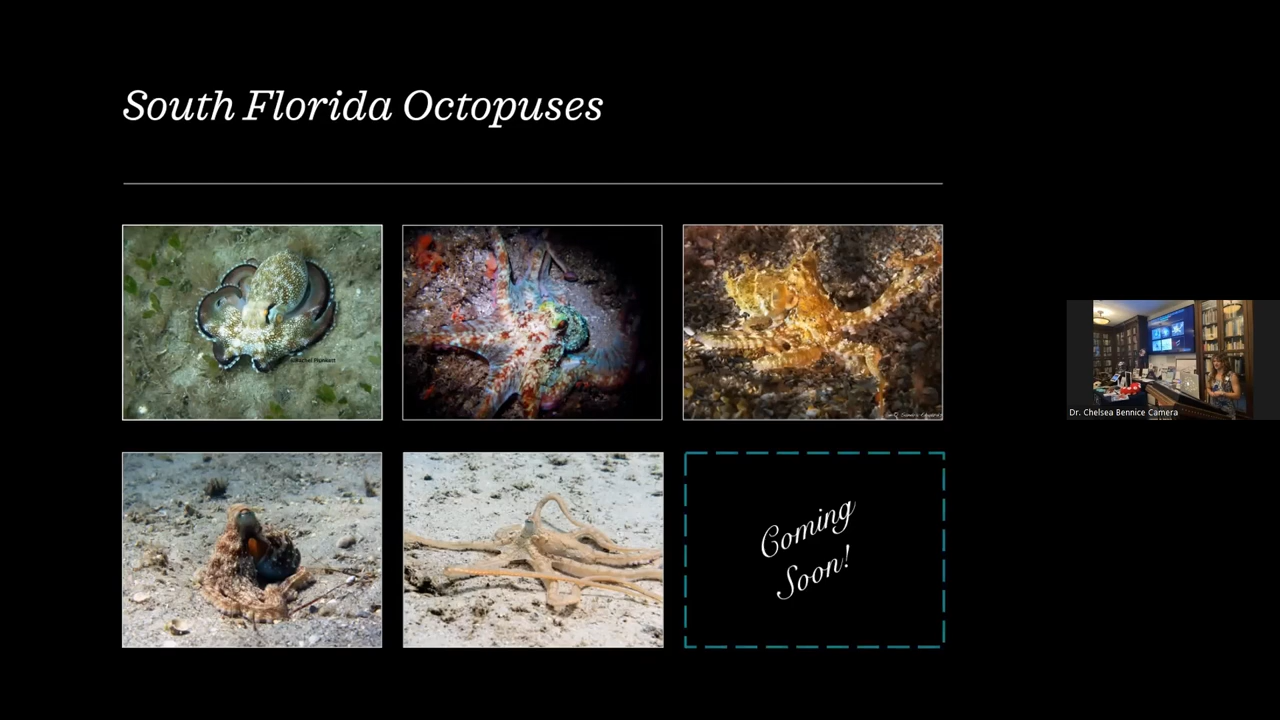 South Florida Octopuses
Coming
Soon!
Dr. Chelsea Bennice Camera